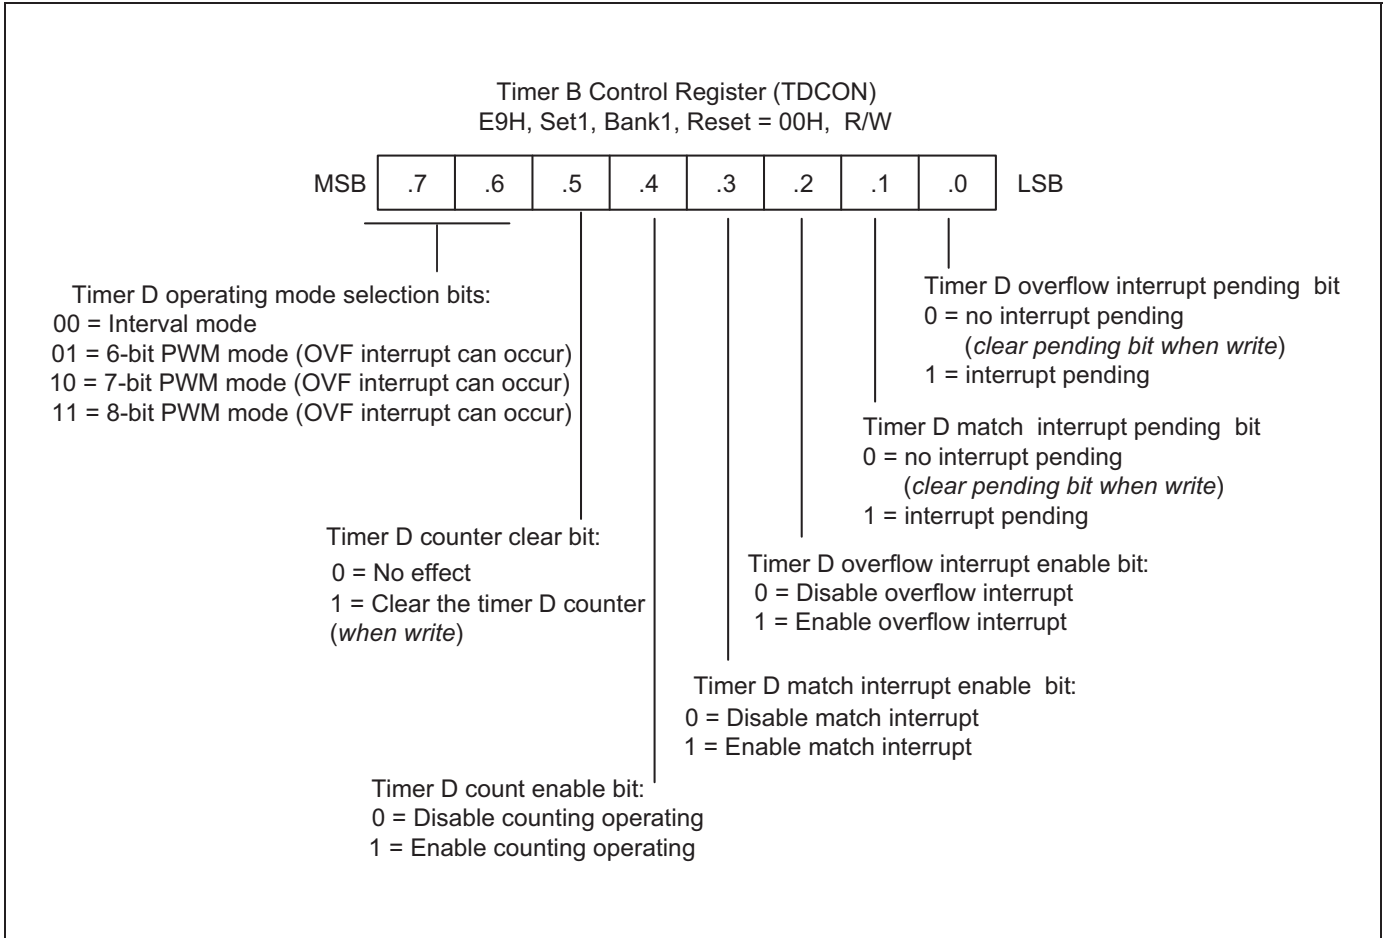 Timer B Control Register (TDCON)
E9H, Set1, Bank1, Reset = 00H, R/W
MSB .7 .6 .5 .4 .3 .2 .1 .0 LSB
Timer D operating mode selection bits:
00 = Interval mode
01 = 6-bit PWM mode (OVF interrupt can occur)
10 = 7-bit PWM mode (OVF interrupt can occur)
11 = 8-bit PWM mode (OVF interrupt can occur)
Timer D overflow interrupt pending bit
0 = no interrupt pending
(clear pending bit when write)
1 = interrupt pending
Timer D match interrupt pending bit
0 = no interrupt pending
(clear pending bit when write)
1 = interrupt pending
Timer D counter clear bit:
0 = No effect
1 = Clear the timer D counter
(when write)
Timer D overflow interrupt enable bit:
0 = Disable overflow interrupt
1 = Enable overflow interrupt
Timer D match interrupt enable bit:
0 = Disable match interrupt
1 = Enable match interrupt
Timer D count enable bit:
0 = Disable counting operating
1 = Enable counting operating